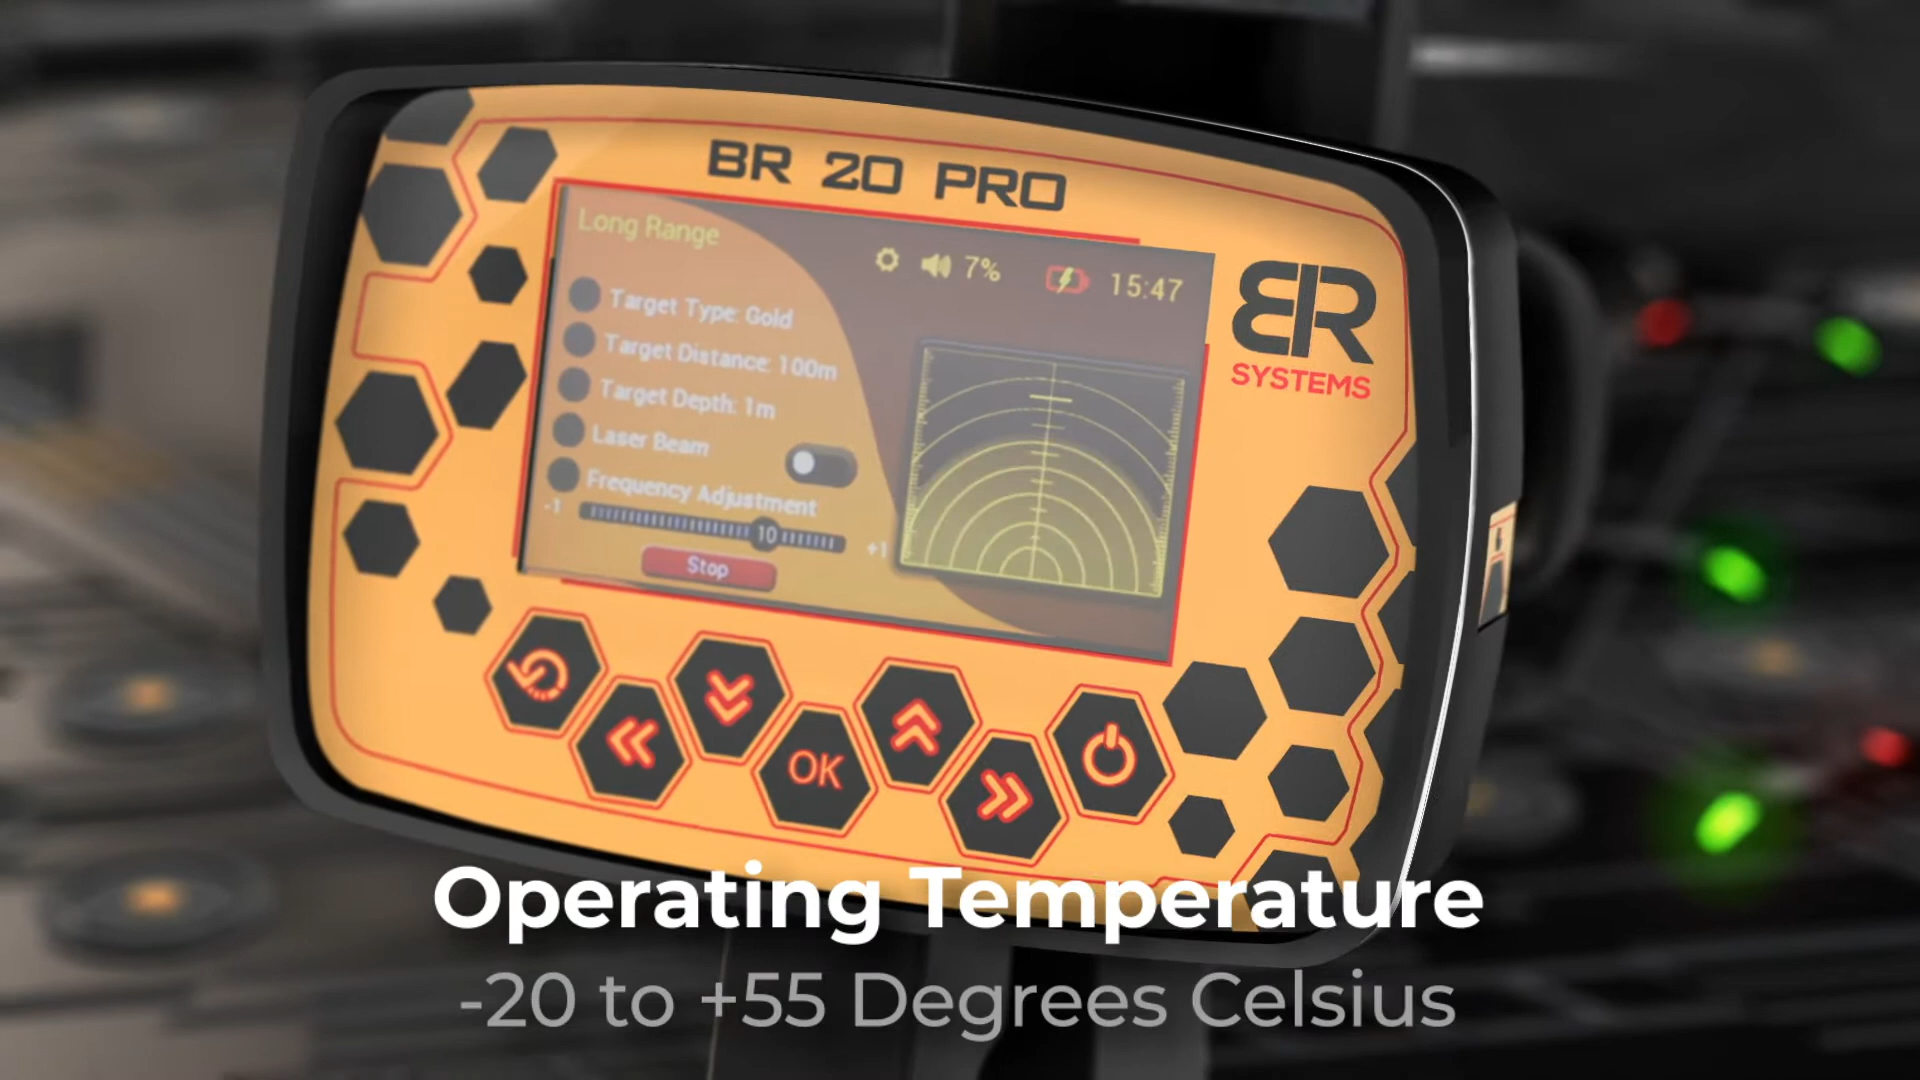 BR 20 PRO
Long Range
7%
15:47
Target Type: Gold
Target Distance: 100m
Target Depth: 1m
Laser Beam
Frequency Adjustment
-1
10
+1
Stop
BR
SYSTEMS
OK
Operating Temperature
-20 to +55 Degrees Celsius